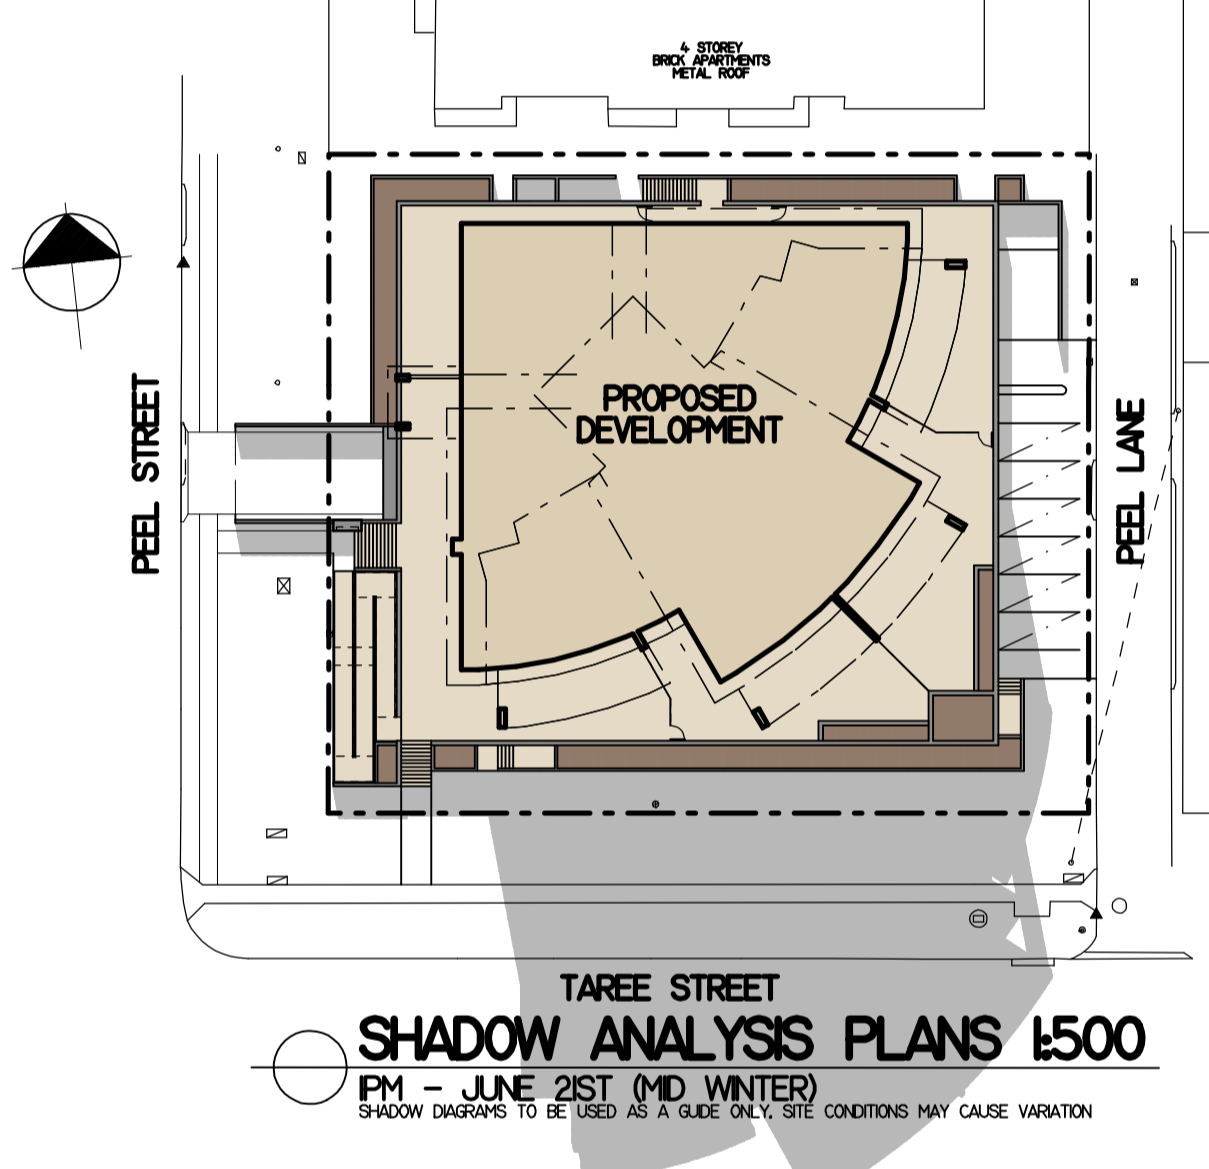 4 STOREY
BRICK APARTMENTS
METAL ROOF
PROPOSED
DEVELOPMENT
PEEL STREET
PEEL LANE
TAREE STREET
SHADOW ANALYSIS PLANS 1:500
1PM - JUNE 21ST (MID WINTER)
SHADOW DIAGRAMS TO BE USED AS A GUIDE ONLY. SITE CONDITIONS MAY CAUSE VARIATION